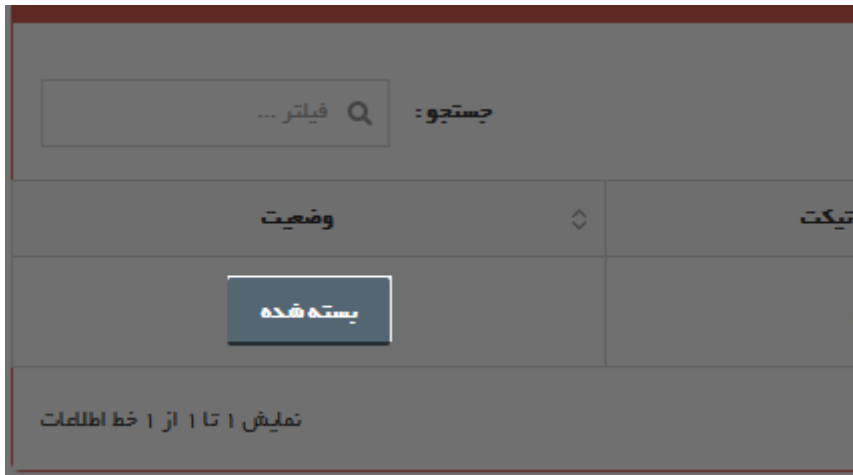 جستجو :
فیلتر ...
تیکت
وضعیت
بسته شده
نمایش ۱ تا ۱ از ۱ خط اطلاعات